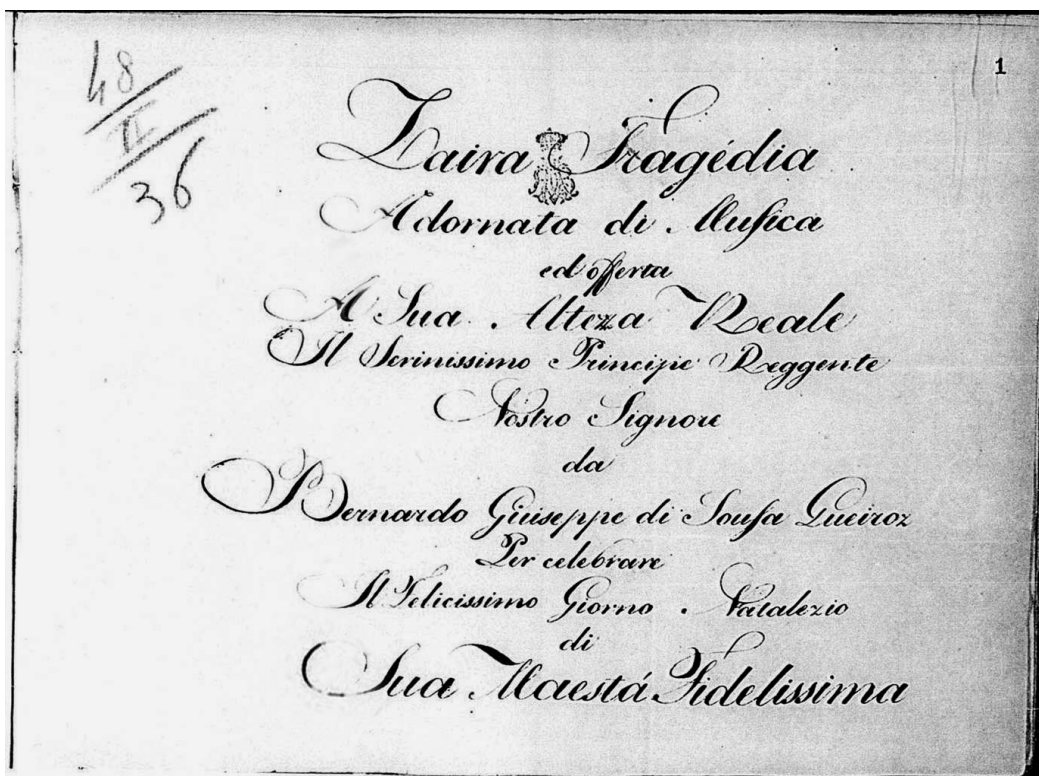 1
48
II
36
Zaira Tragédia
Adornata di Musica
ed offerta
A Sua Alteza Reale
Il Serinissimo Principe Reggente
Nostro Signore
da
Bernardo Giuseppe di Sousa Queiroz
Per celebrare
Il Felicissimo Giorno Natalezio
di
Sua Maestá Fidelissima